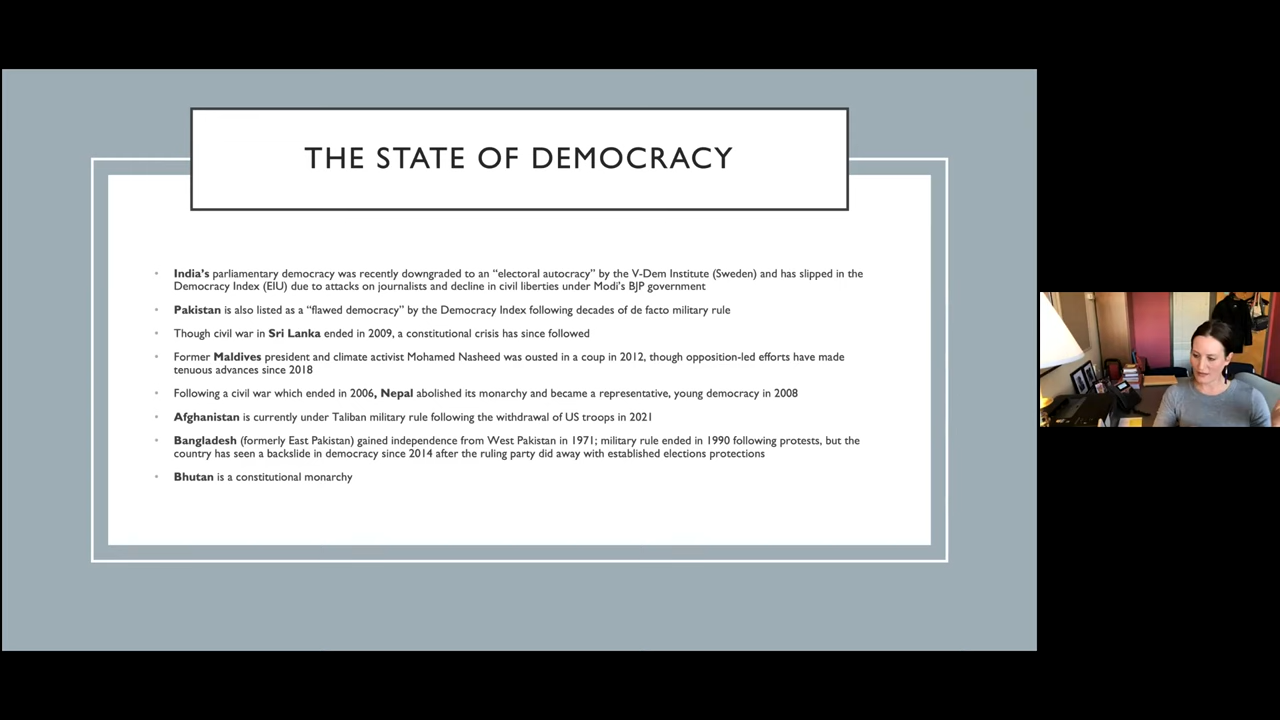 THE STATE OF DEMOCRACY
• India's parliamentary democracy was recently downgraded to an “electoral autocracy” by the V-Dem Institute (Sweden) and has slipped in the
Democracy Index (EIU) due to attacks on journalists and decline in civil liberties under Modi's BJP government
• Pakistan is also listed as a “flawed democracy” by the Democracy Index following decades of de facto military rule
• Though civil war in Sri Lanka ended in 2009, a constitutional crisis has since followed
• Former Maldives president and climate activist Mohamed Nasheed was ousted in a coup in 2012, though opposition-led efforts have made
tenuous advances since 2018
• Following a civil war which ended in 2006, Nepal abolished its monarchy and became a representative, young democracy in 2008
• Afghanistan is currently under Taliban military rule following the withdrawal of US troops in 2021
• Bangladesh (formerly East Pakistan) gained independence from West Pakistan in 1971; military rule ended in 1990 following protests, but the
country has seen a backslide in democracy since 2014 after the ruling party did away with established elections protections
• Bhutan is a constitutional monarchy